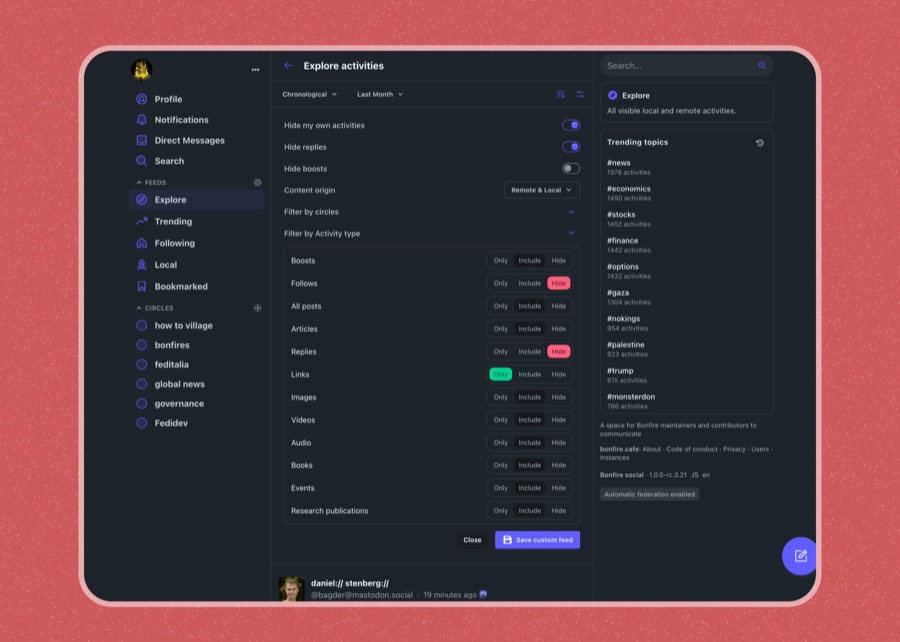 Profile
Notifications
Direct Messages
Search
FEEDS
Explore
Trending
Following
Local
Bookmarked
CIRCLES
how to village
bonfires
feditalia
global news
governance
Fedidev
Explore activities
Chronological
Last Month
Hide my own activities
Hide replies
Hide boosts
Content origin
Remote & Local
Filter by circles
Filter by Activity type
Boosts Only Include Hide
Follows Only Include Hide
All posts Only Include Hide
Articles Only Include Hide
Replies Only Include Hide
Links Only Include Hide
Images Only Include Hide
Videos Only Include Hide
Audio Only Include Hide
Books Only Include Hide
Events Only Include Hide
Research publications Only Include Hide
Close
Save custom feed
daniel:// stenberg://
@bagder@mastodon.social · 19 minutes ago
Search...
Explore
All visible local and remote activities.
Trending topics
#news
1978 activities
#economics
1490 activities
#stocks
1452 activities
#finance
1442 activities
#options
1432 activities
#gaza
1304 activities
#nokings
954 activities
#palestine
823 activities
#trump
815 activities
#monsterdon
786 activities
A space for Bonfire maintainers and contributors to
communicate
bonfire.cafe: About · Code of conduct · Privacy · Users ·
Instances
Bonfire social · 1.0.0-rc.3.21 JS en
Automatic federation enabled